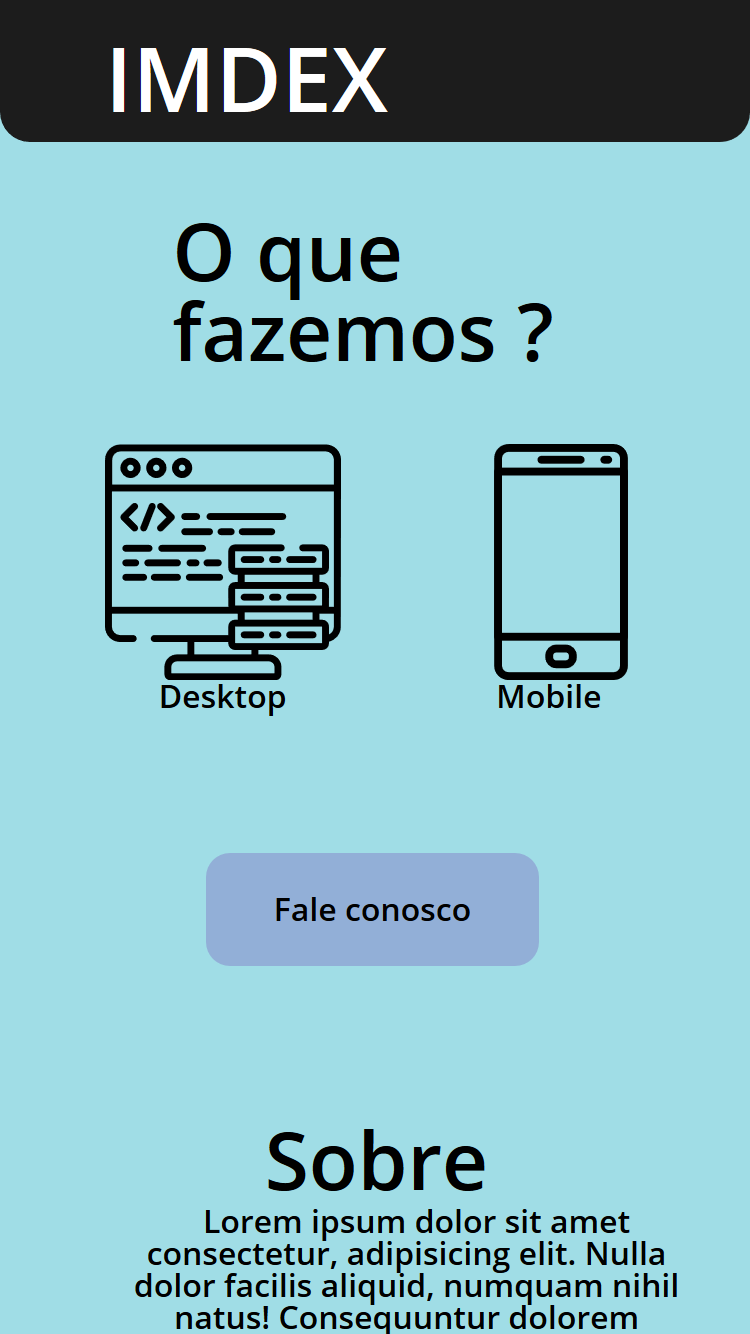 IMDEX
O que
fazemos ?
</>
Desktop
Mobile
Fale conosco
Sobre
Lorem ipsum dolor sit amet
consectetur, adipisicing elit. Nulla
dolor facilis aliquid, numquam nihil
natus! Consequuntur dolorem